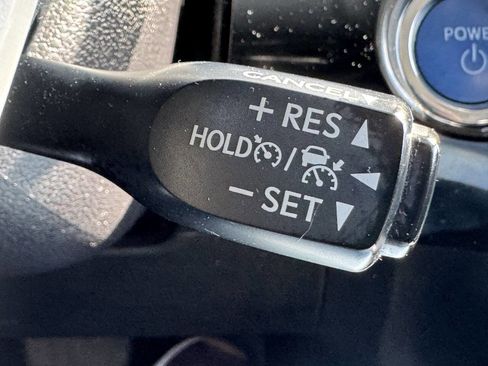 CANCEL
POWER
+ RES ▲
HOLD / ◀
− SET ▼